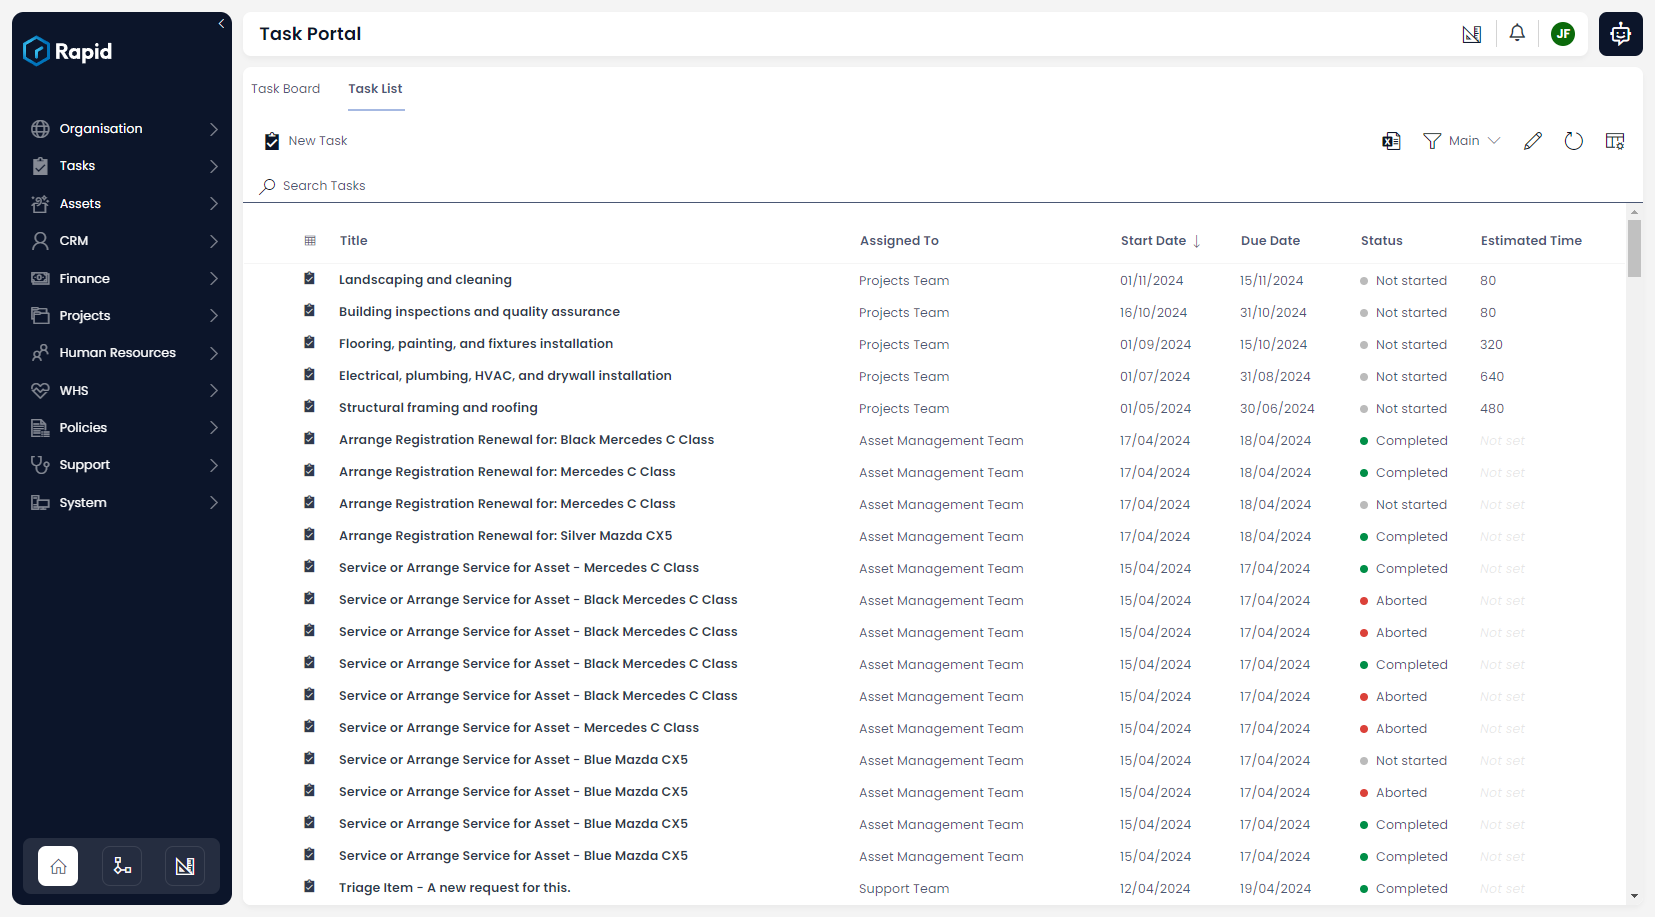 Rapid
Organisation
Tasks
Assets
CRM
Finance
Projects
Human Resources
WHS
Policies
Support
System
Task Portal
JF
Task Board Task List
New Task Main
Search Tasks
Title Assigned To Start Date Due Date Status Estimated Time
Landscaping and cleaning Projects Team 01/11/2024 15/11/2024 Not started 80
Building inspections and quality assurance Projects Team 16/10/2024 31/10/2024 Not started 80
Flooring, painting, and fixtures installation Projects Team 01/09/2024 15/10/2024 Not started 320
Electrical, plumbing, HVAC, and drywall installation Projects Team 01/07/2024 31/08/2024 Not started 640
Structural framing and roofing Projects Team 01/05/2024 30/06/2024 Not started 480
Arrange Registration Renewal for: Black Mercedes C Class Asset Management Team 17/04/2024 18/04/2024 Completed Not set
Arrange Registration Renewal for: Mercedes C Class Asset Management Team 17/04/2024 18/04/2024 Completed Not set
Arrange Registration Renewal for: Mercedes C Class Asset Management Team 17/04/2024 18/04/2024 Not started Not set
Arrange Registration Renewal for: Silver Mazda CX5 Asset Management Team 17/04/2024 18/04/2024 Completed Not set
Service or Arrange Service for Asset - Mercedes C Class Asset Management Team 15/04/2024 17/04/2024 Completed Not set
Service or Arrange Service for Asset - Black Mercedes C Class Asset Management Team 15/04/2024 17/04/2024 Aborted Not set
Service or Arrange Service for Asset - Black Mercedes C Class Asset Management Team 15/04/2024 17/04/2024 Aborted Not set
Service or Arrange Service for Asset - Black Mercedes C Class Asset Management Team 15/04/2024 17/04/2024 Completed Not set
Service or Arrange Service for Asset - Black Mercedes C Class Asset Management Team 15/04/2024 17/04/2024 Aborted Not set
Service or Arrange Service for Asset - Mercedes C Class Asset Management Team 15/04/2024 17/04/2024 Aborted Not set
Service or Arrange Service for Asset - Blue Mazda CX5 Asset Management Team 15/04/2024 17/04/2024 Not started Not set
Service or Arrange Service for Asset - Blue Mazda CX5 Asset Management Team 15/04/2024 17/04/2024 Aborted Not set
Service or Arrange Service for Asset - Blue Mazda CX5 Asset Management Team 15/04/2024 17/04/2024 Completed Not set
Service or Arrange Service for Asset - Blue Mazda CX5 Asset Management Team 15/04/2024 17/04/2024 Completed Not set
Triage Item - A new request for this. Support Team 12/04/2024 19/04/2024 Completed Not set